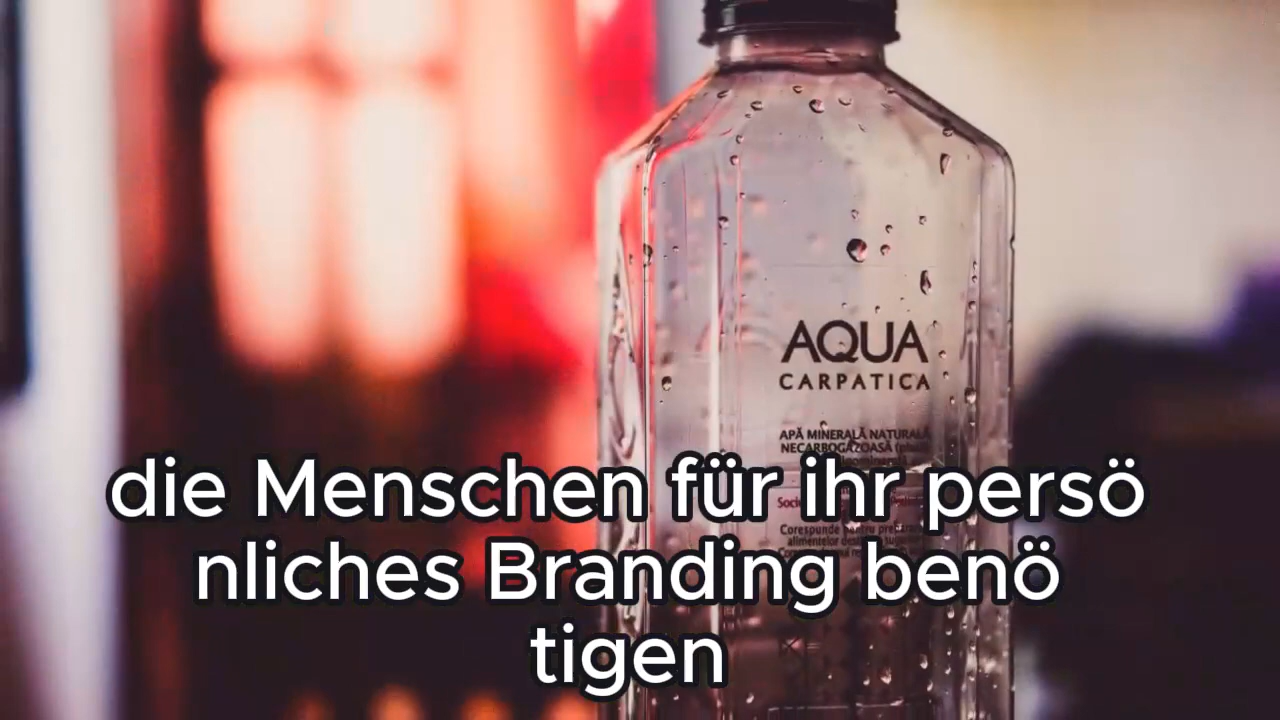 AQUA
CARPATICA
APĂ MINERALĂ NATURALĂ
NECARBOGAZOASĂ
die Menschen für ihr persö
nliches Branding benö
tigen